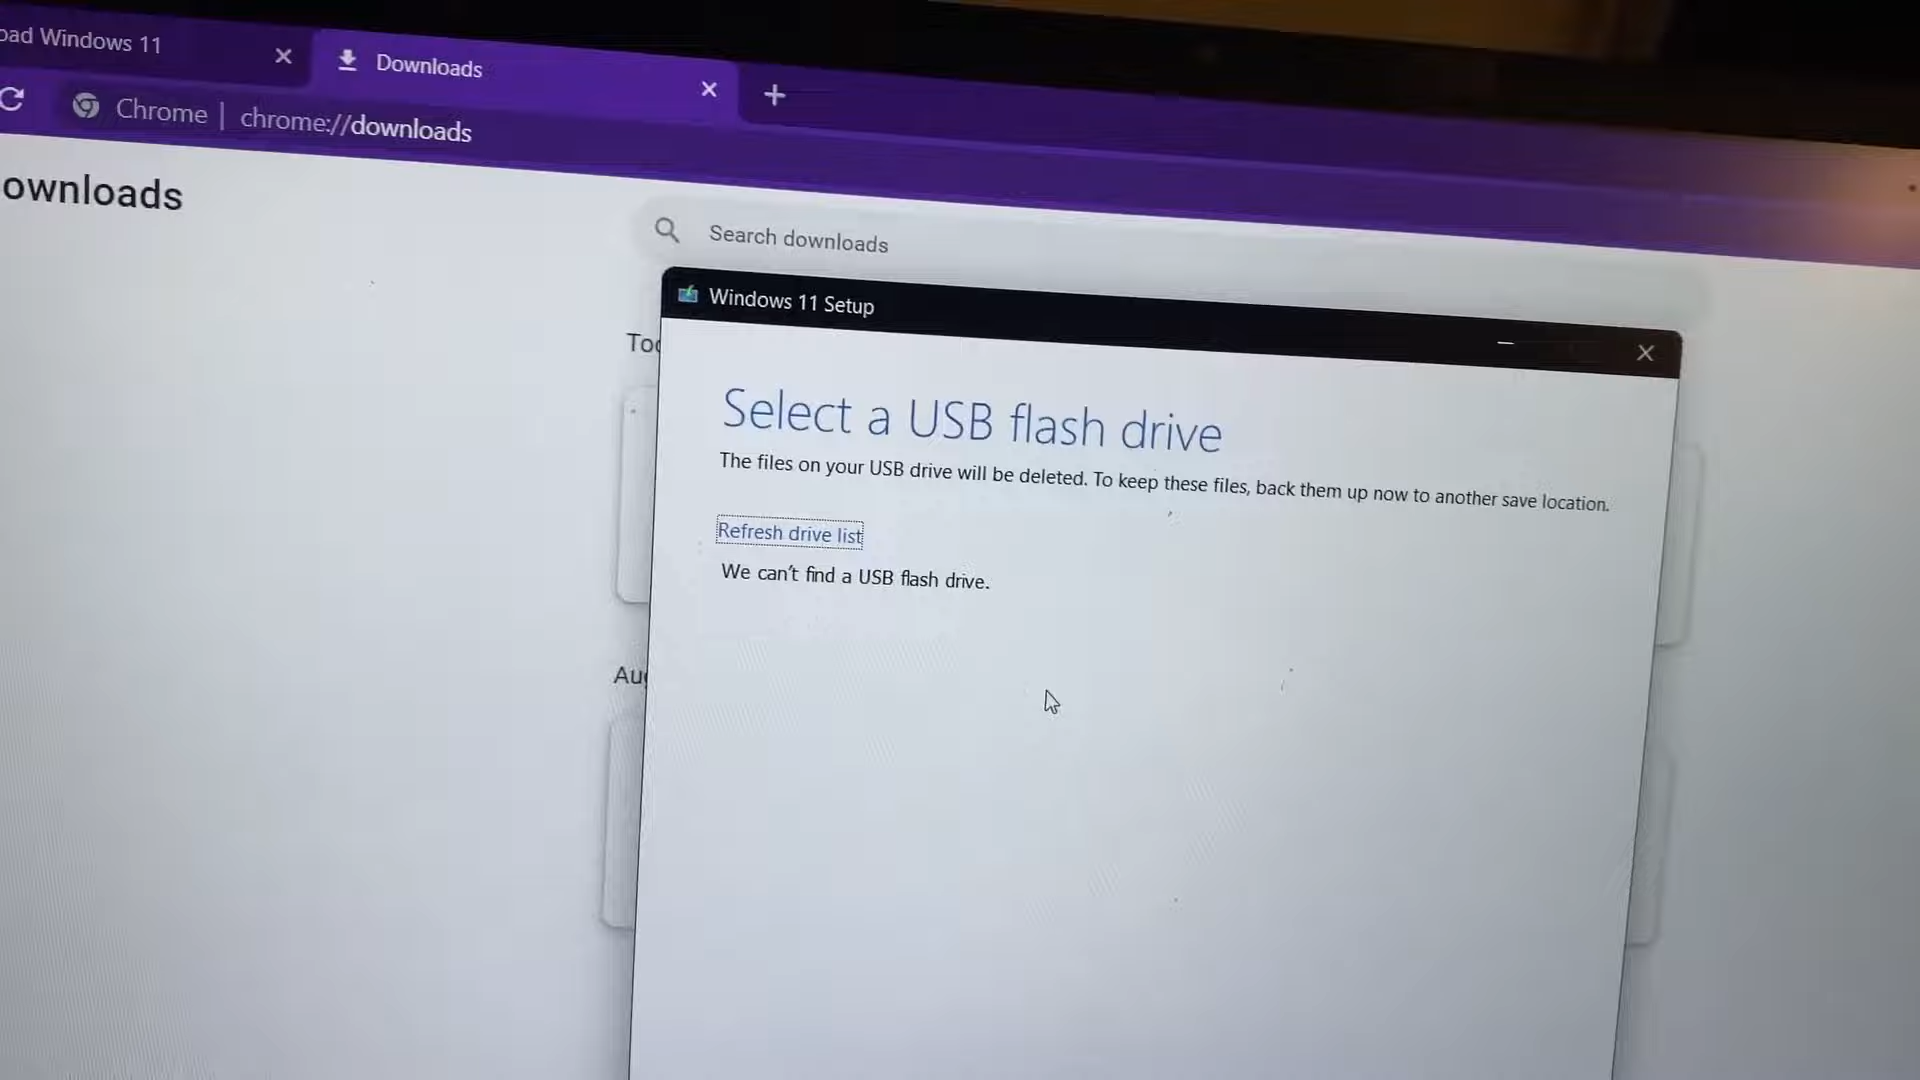 oad Windows 11
Downloads
Chrome | chrome://downloads
ownloads
Search downloads
Windows 11 Setup
Toc
Select a USB flash drive
The files on your USB drive will be deleted. To keep these files, back them up now to another save location.
Refresh drive list
We can't find a USB flash drive.
Aug